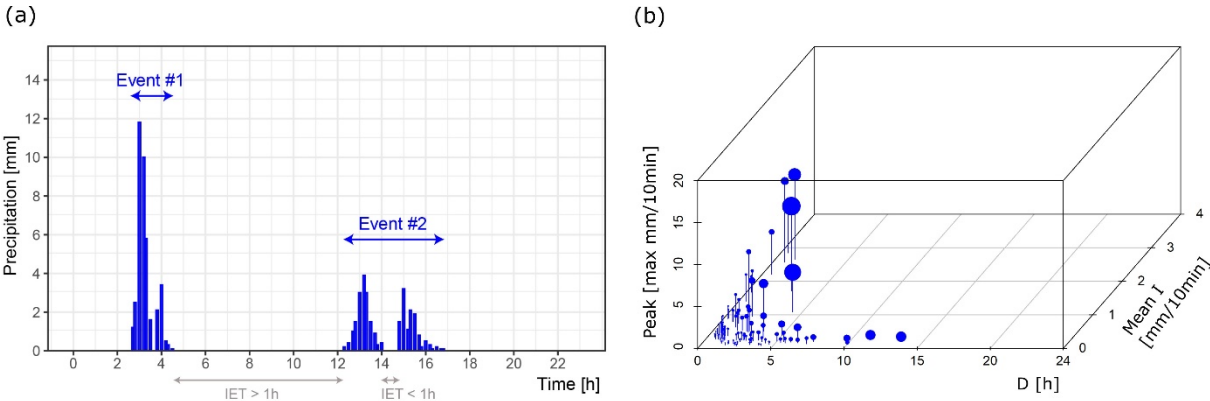 (a)
Precipitation [mm]
14
12
10
8
6
4
2
0
Event #1
Event #2
0 2 4 6 8 10 12 14 16 18 20 22
Time [h]
IET > 1h
IET < 1h
(b)
Peak [max mm/10min]
20
15
10
5
0
0 5 10 15 20 24
D [h]
0
1
2
3
4
Mean I
[mm/10min]